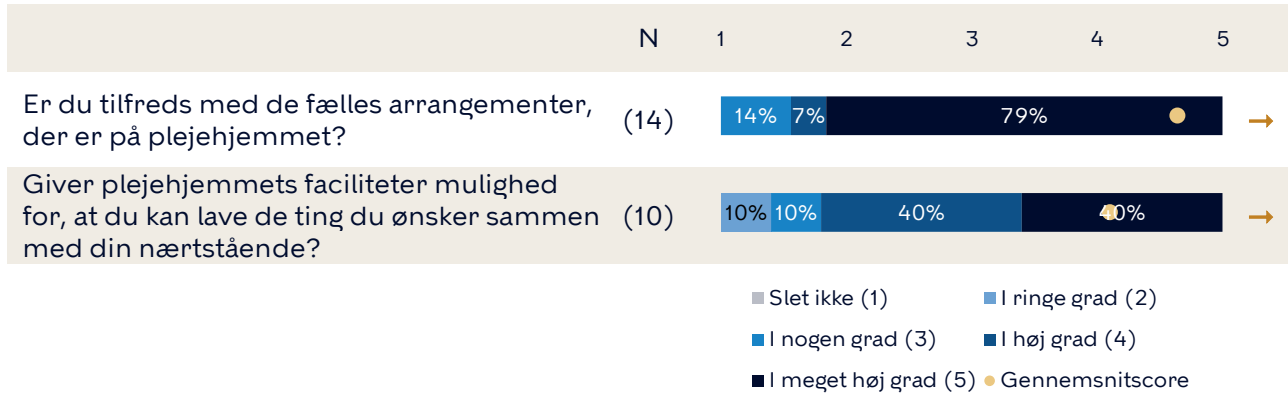 N 1 2 3 4 5
Er du tilfreds med de fælles arrangementer,
der er på plejehjemmet?
(14) 14% 7% 79%
Giver plejehjemmets faciliteter mulighed
for, at du kan lave de ting du ønsker sammen
med din nærtstående?
(10) 10% 10% 40% 40%
Slet ikke (1) I ringe grad (2)
I nogen grad (3) I høj grad (4)
I meget høj grad (5) Gennemsnitscore